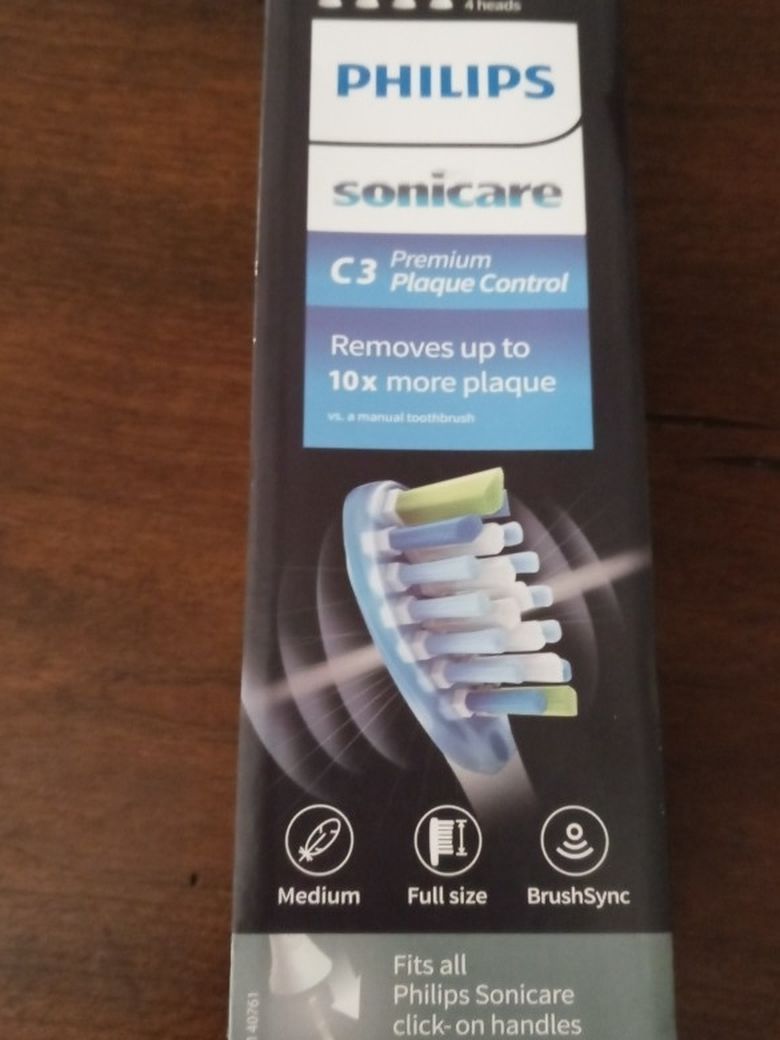 4 heads
PHILIPS
sonicare
C3 Premium
Plaque Control
Removes up to
10x more plaque
vs. a manual toothbrush
Medium
Full size
BrushSync
Fits all
Philips Sonicare
click-on handles
40761